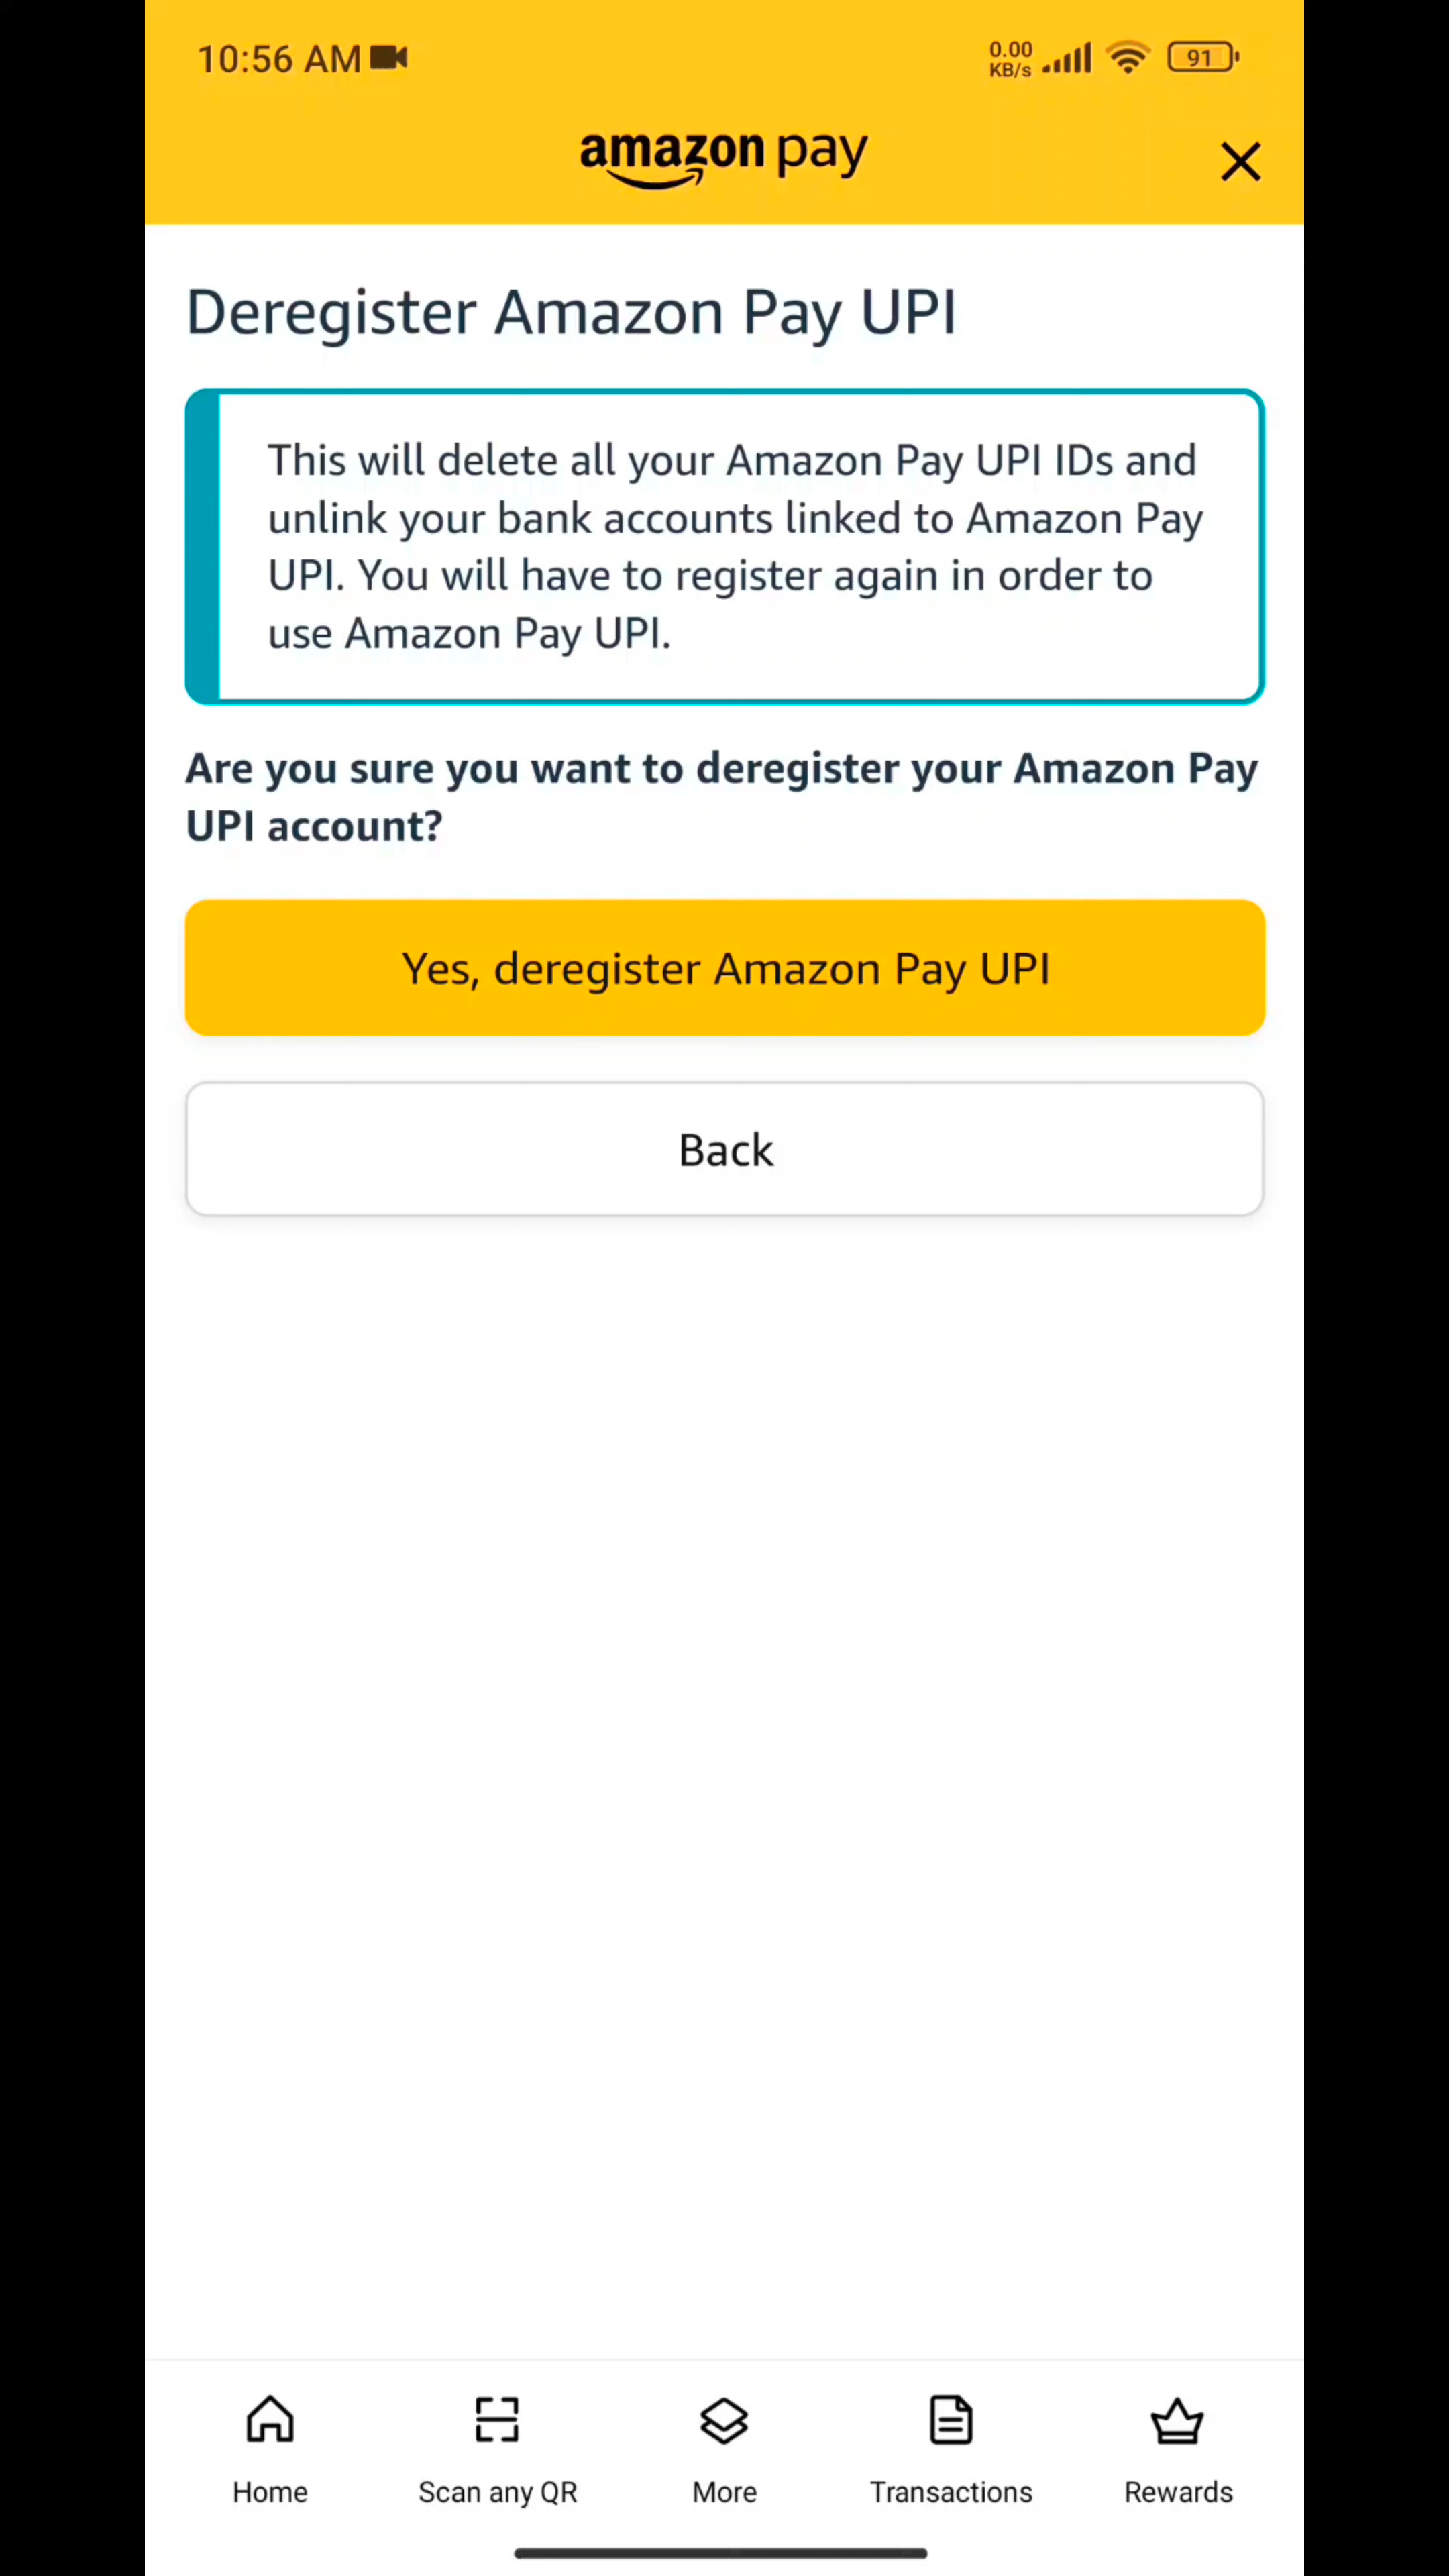 10:56 AM
0.00
KB/s
91
amazon pay
Deregister Amazon Pay UPI
This will delete all your Amazon Pay UPI IDs and
unlink your bank accounts linked to Amazon Pay
UPI. You will have to register again in order to
use Amazon Pay UPI.
Are you sure you want to deregister your Amazon Pay
UPI account?
Yes, deregister Amazon Pay UPI
Back
Home
Scan any QR
More
Transactions
Rewards